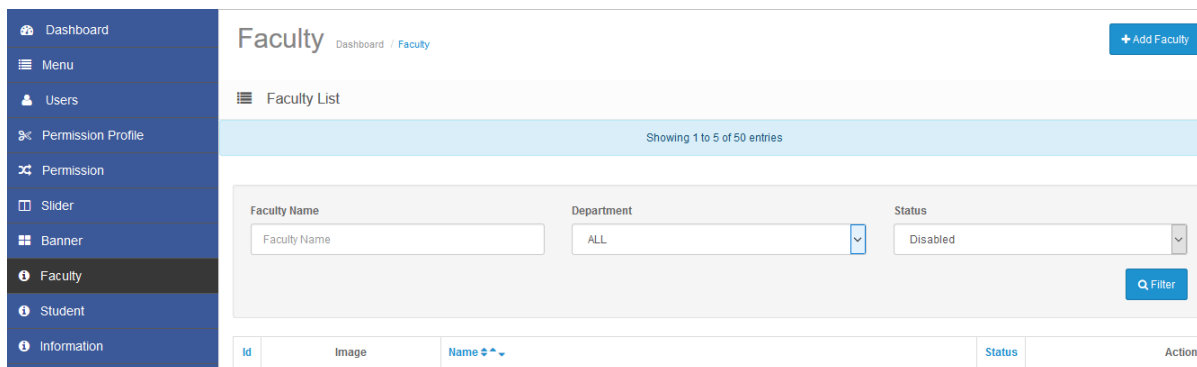 Dashboard
Menu
Users
Permission Profile
Permission
Slider
Banner
Faculty
Student
Information
Faculty Dashboard / Faculty
+ Add Faculty
Faculty List
Showing 1 to 5 of 50 entries
Faculty Name Department Status
Faculty Name ALL Disabled
Filter
Id Image Name Status Action